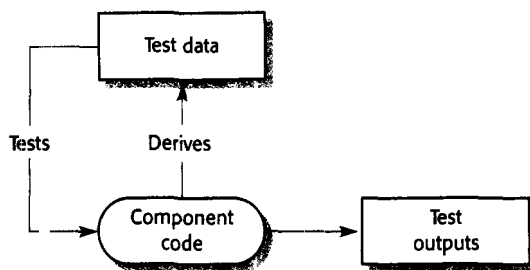 Test data
Tests
Derives
Component
code
Test
outputs